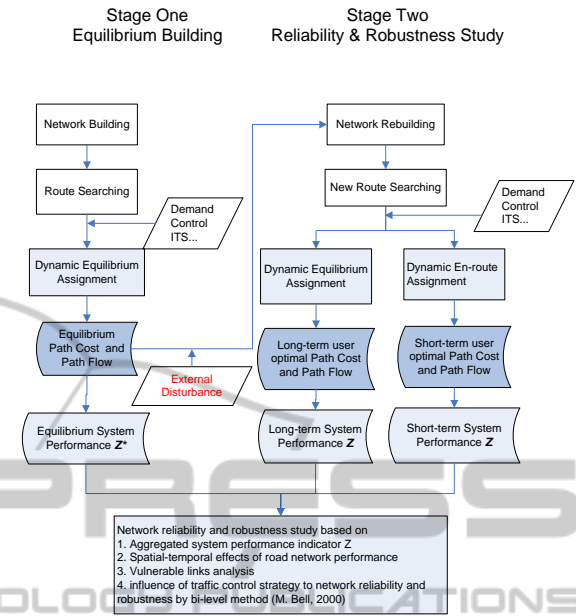 Stage One
Equilibrium Building
Stage Two
Reliability & Robustness Study
Network Building
Route Searching
Demand
Control
ITS...
Dynamic Equilibrium
Assignment
Equilibrium
Path Cost and
Path Flow
External
Disturbance
Equilibrium System
Performance Z*
Network Rebuilding
New Route Searching
Demand
Control
ITS...
Dynamic Equilibrium
Assignment
Dynamic En-route
Assignment
Long-term user
optimal Path Cost
and Path Flow
Short-term user
optimal Path Cost
and Path Flow
Long-term System
Performance Z
Short-term System
Performance Z
Network reliability and robustness study based on
1. Aggregated system performance indicator Z
2. Spatial-temporal effects of road network performance
3. Vulnerable links analysis
4. influence of traffic control strategy to network reliability and
robustness by bi-level method (M. Bell, 2000)
PRESS
PUBLICATIONS